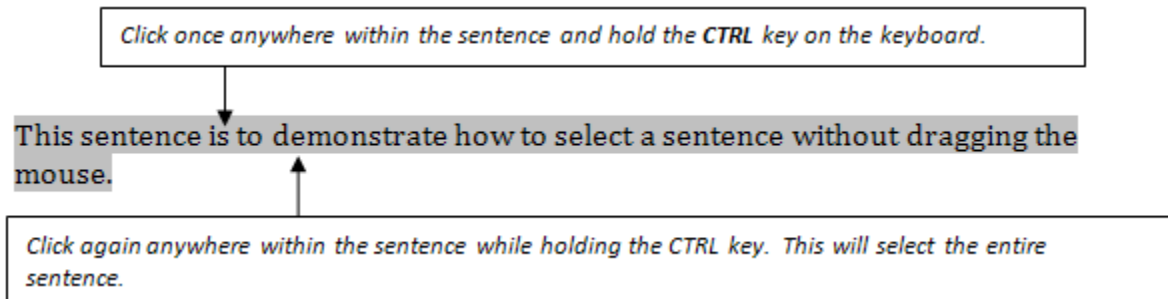 Click once anywhere within the sentence and hold the CTRL key on the keyboard.
This sentence is to demonstrate how to select a sentence without dragging the
mouse.
Click again anywhere within the sentence while holding the CTRL key. This will select the entire
sentence.